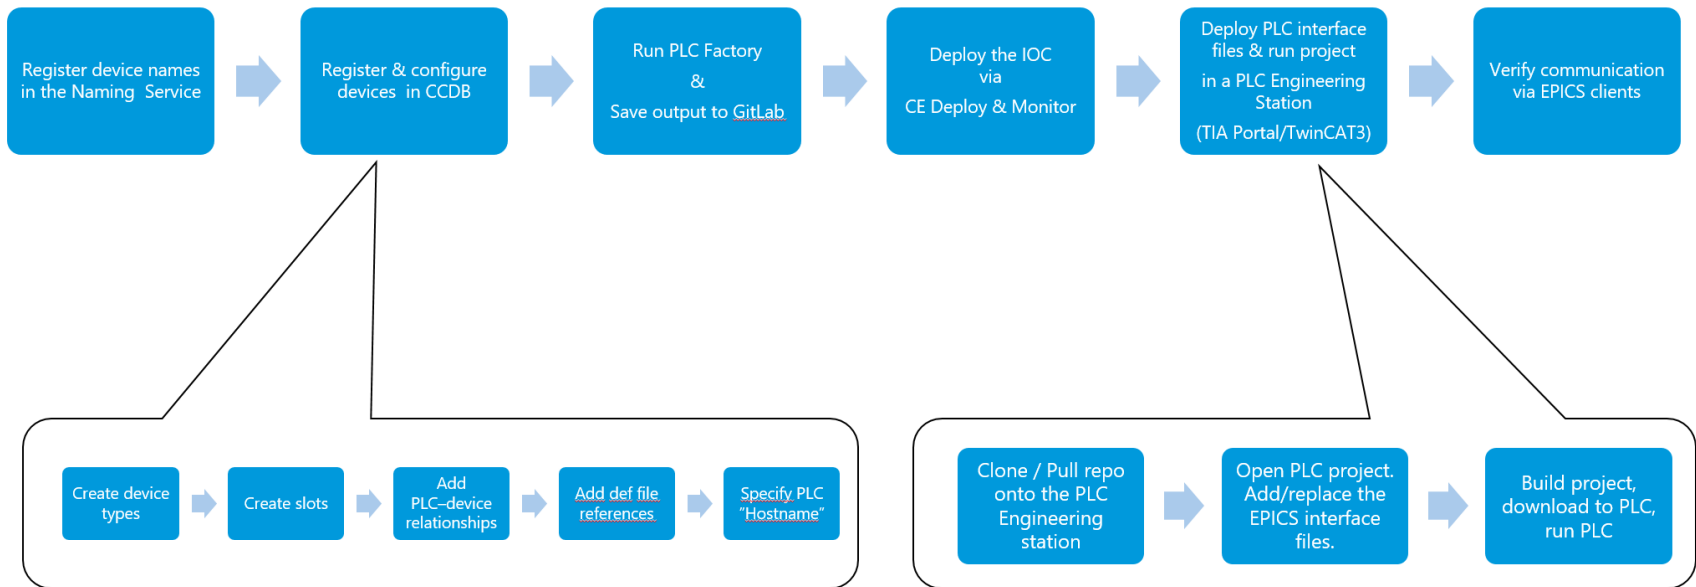 Register device names
in the Naming Service
Register & configure
devices in CCDB
Run PLC Factory
&
Save output to GitLab
Deploy the IOC
via
CE Deploy & Monitor
Deploy PLC interface
files & run project
in a PLC Engineering
Station
(TIA Portal/TwinCAT3)
Verify communication
via EPICS clients
Create device
types
Create slots
Add
PLC–device
relationships
Add def file
references
Specify PLC
”Hostname”
Clone / Pull repo
onto the PLC
Engineering
station
Open PLC project.
Add/replace the
EPICS interface
files.
Build project,
download to PLC,
run PLC